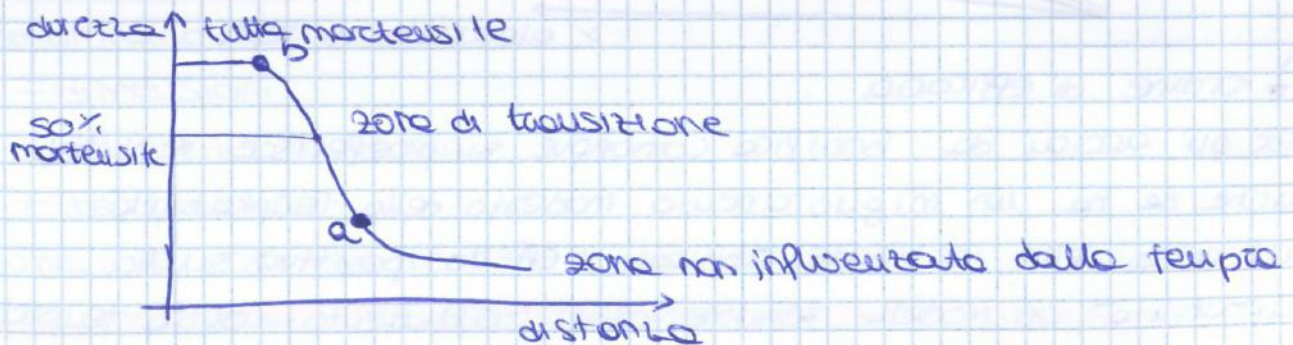 durezza tutta martensite
b
50%
martensite
zona di transizione
a
zona non influenzata dalla tempra
distanza